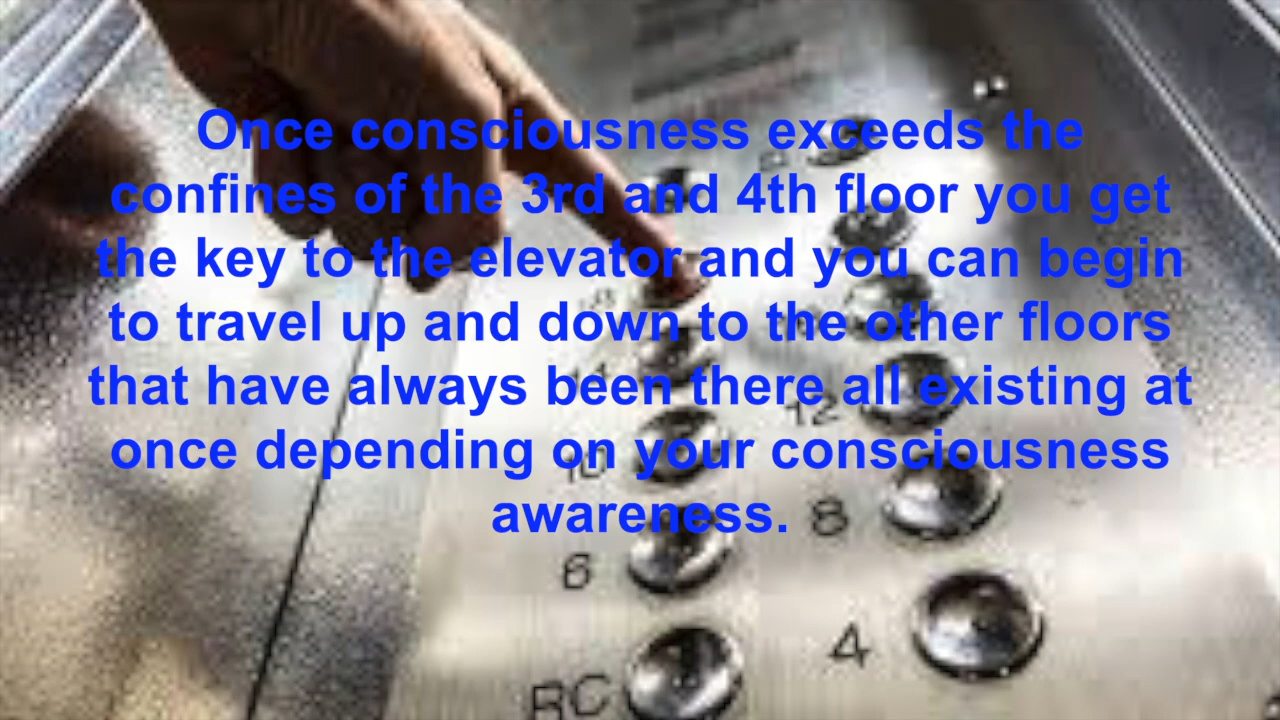 Once consciousness exceeds the
confines of the 3rd and 4th floor you get
the key to the elevator and you can begin
to travel up and down to the other floors
that have always been there all existing at
once depending on your consciousness
awareness.
12
10
8
6
4
RC